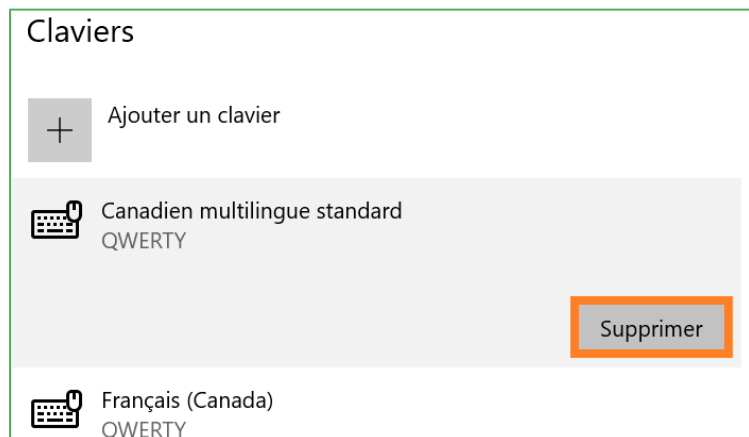 Claviers
Ajouter un clavier
Canadien multilingue standard
QWERTY
Supprimer
Français (Canada)
QWERTY